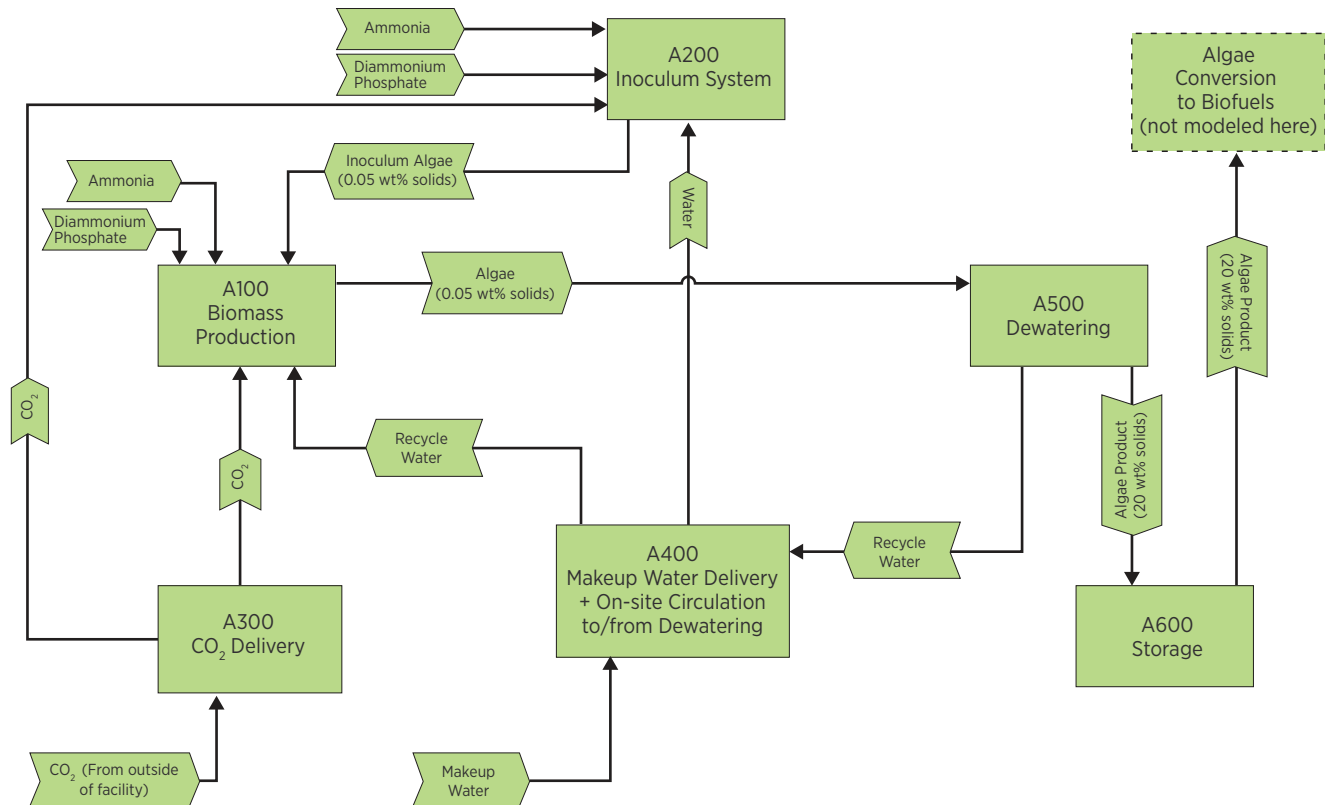 Ammonia
Diammonium
Phosphate
A200
Inoculum System
Algae
Conversion
to Biofuels
(not modeled here)
Inoculum Algae
(0.05 wt% solids)
Ammonia
Diammonium
Phosphate
Water
A100
Biomass
Production
Algae
(0.05 wt% solids)
A500
Dewatering
Algae Product
(20 wt% solids)
CO₂
CO₂
Recycle
Water
Algae Product
(20 wt% solids)
A400
Makeup Water Delivery
+ On-site Circulation
to/from Dewatering
Recycle
Water
A300
CO₂ Delivery
A600
Storage
CO₂ (From outside
of facility)
Makeup
Water